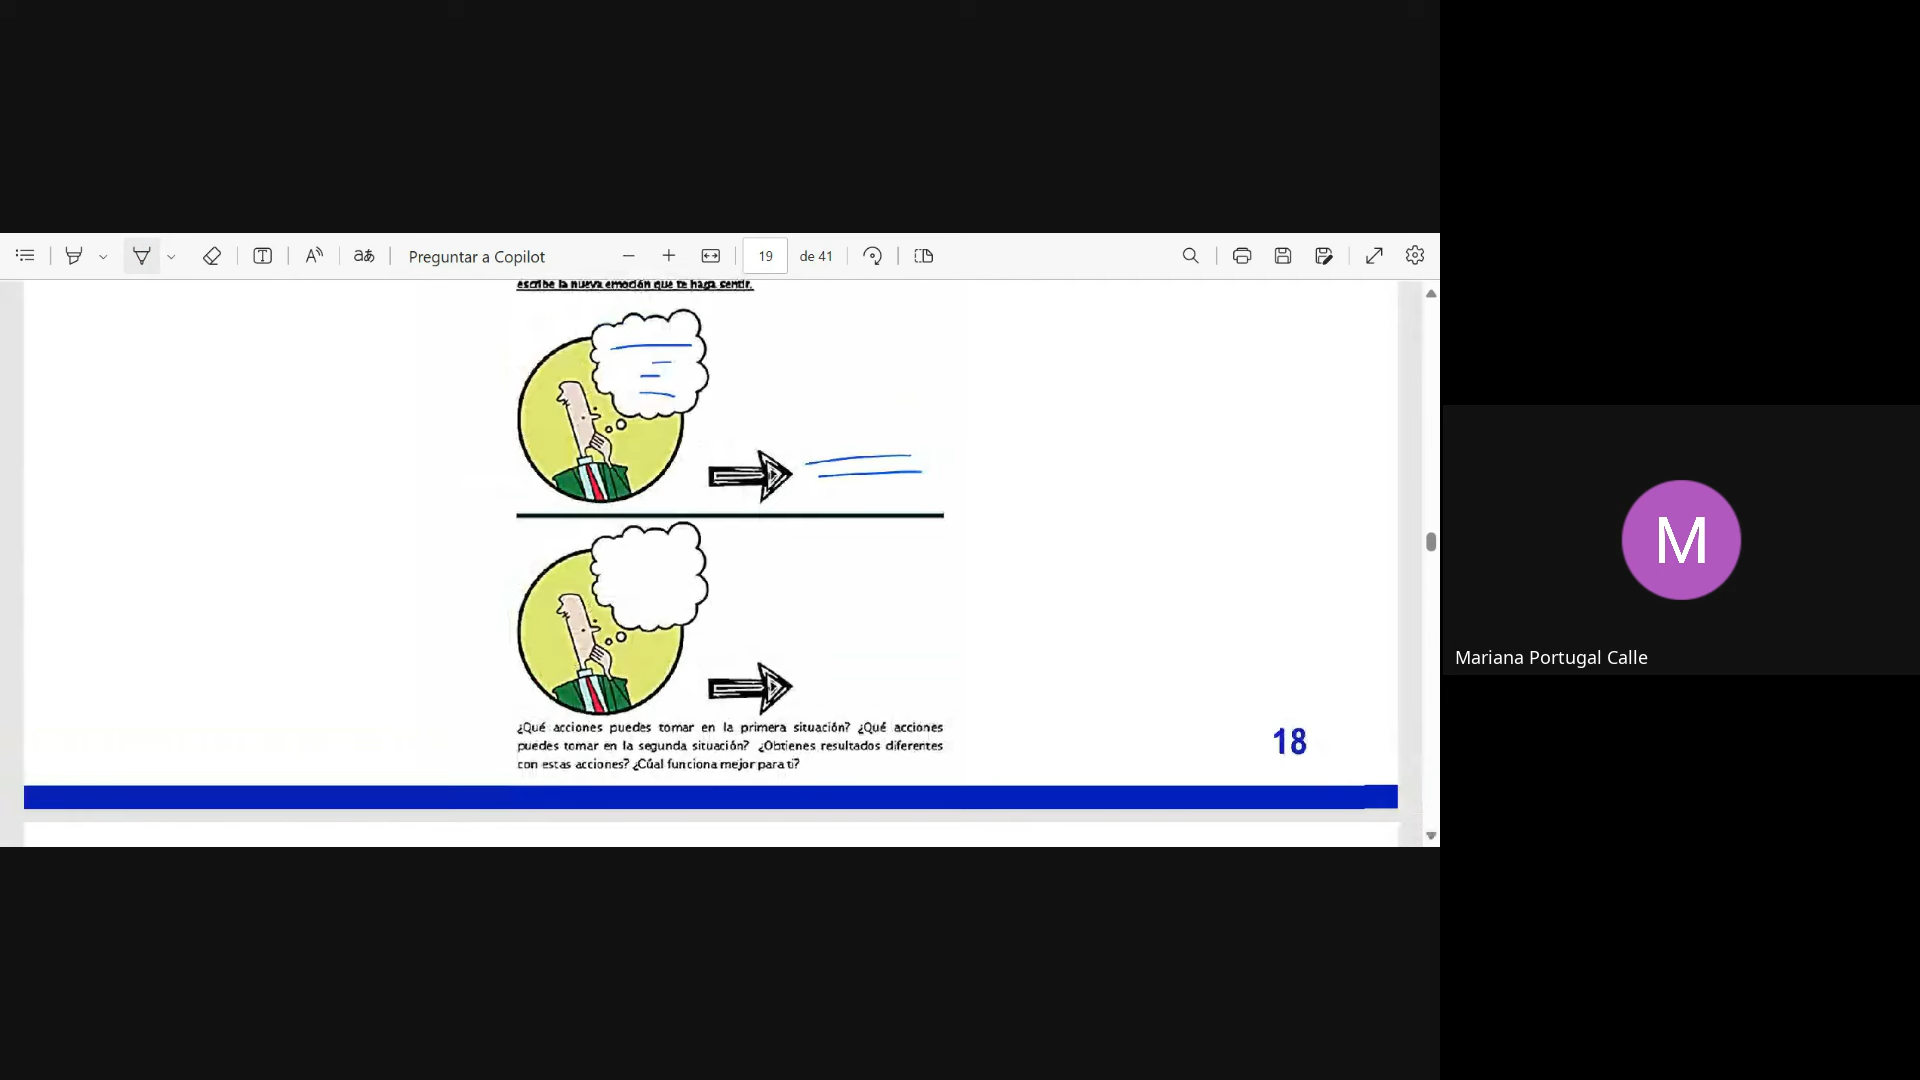 Preguntar a Copilot
19
de 41
escribe la nueva emoción que te haga sentir.
¿Qué acciones puedes tomar en la primera situación? ¿Qué acciones
puedes tomar en la segunda situación? ¿Obtienes resultados diferentes
con estas acciones? ¿Cúal funciona mejor para ti?
18
M
Mariana Portugal Calle